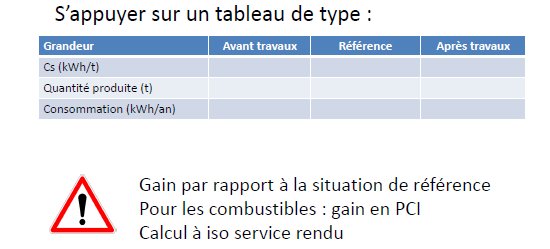 S’appuyer sur un tableau de type :
Grandeur Avant travaux Référence Après travaux
Cs (kWh/t)
Quantité produite (t)
Consommation (kWh/an)
!
Gain par rapport à la situation de référence
Pour les combustibles : gain en PCI
Calcul à iso service rendu